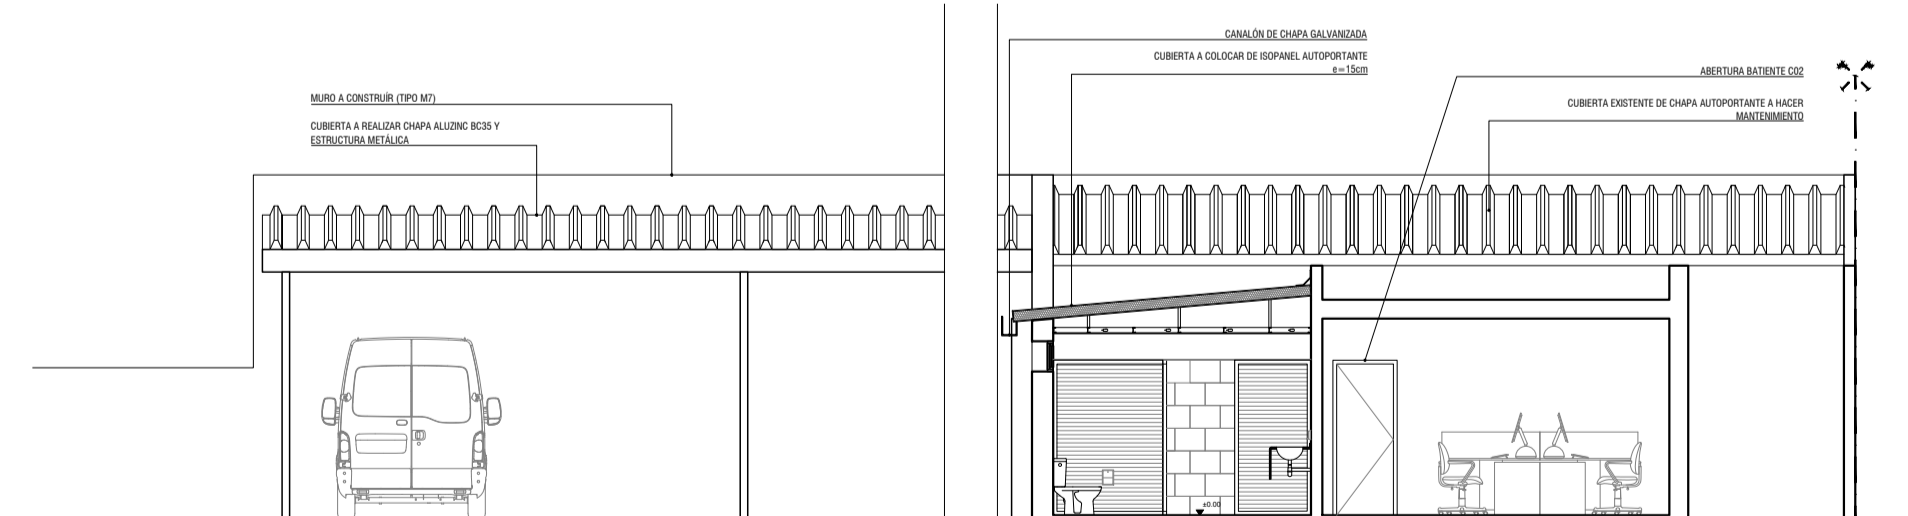 MURO A CONSTRUÍR (TIPO M7)
CUBIERTA A REALIZAR CHAPA ALUZINC BC35 Y
ESTRUCTURA METÁLICA
CANALÓN DE CHAPA GALVANIZADA
CUBIERTA A COLOCAR DE ISOPANEL AUTOPORTANTE
e=15cm
ABERTURA BATIENTE C02
CUBIERTA EXISTENTE DE CHAPA AUTOPORTANTE A HACER
MANTENIMIENTO
±0.00